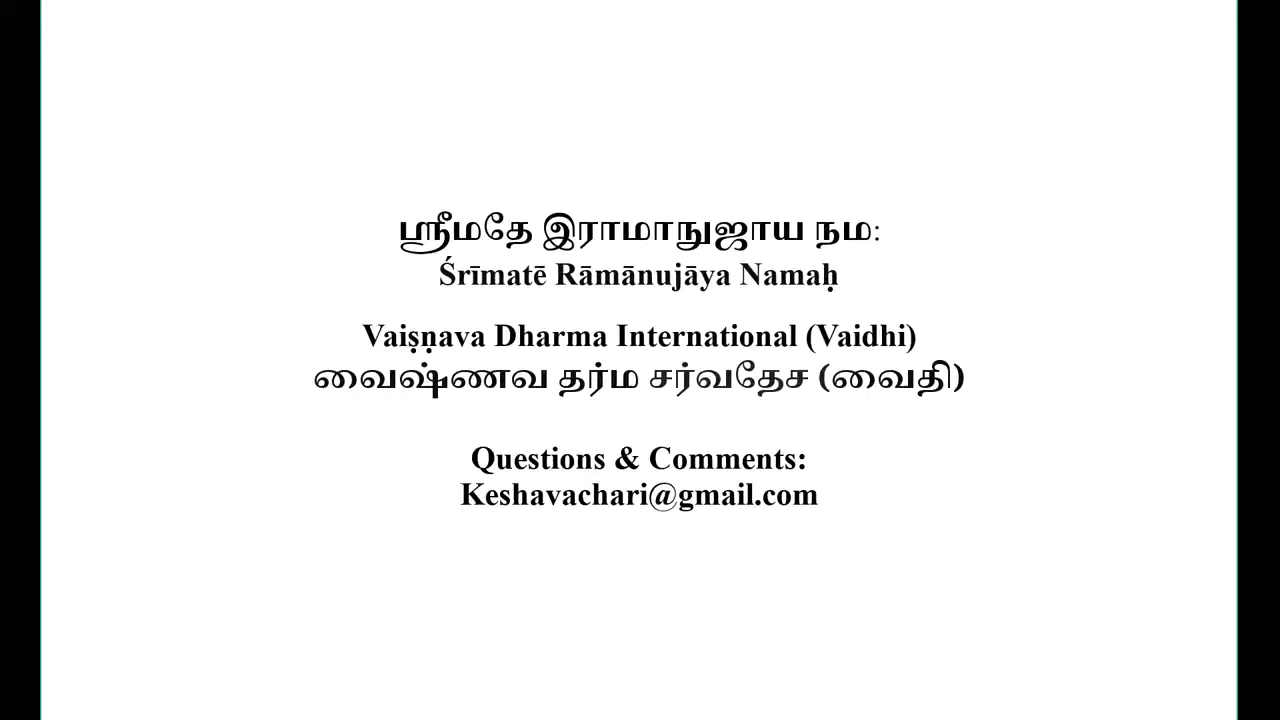 ஸ்ரீமதே இராமாநுஜாய நம:
Śrīmatē Rāmānujāya Namaḥ
Vaiṣṇava Dharma International (Vaidhi)
வைஷ்ணவ தர்ம சர்வதேச (வைதி)
Questions & Comments:
Keshavachari@gmail.com